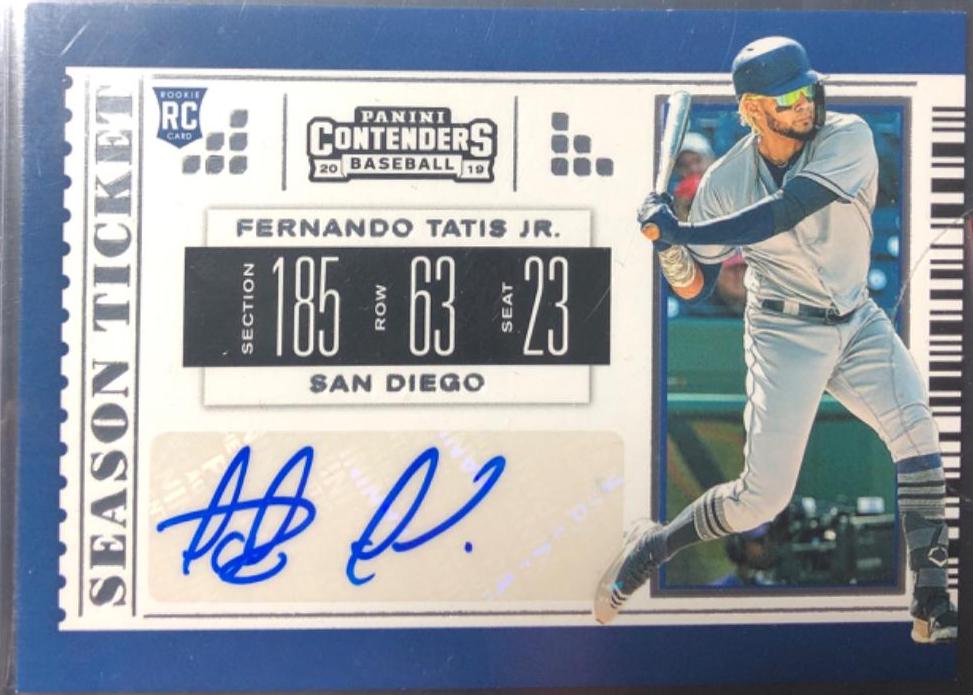 SEASON TICKET
ROOKIE
RC
CARD
PANINI
CONTENDERS
20 BASEBALL 19
FERNANDO TATIS JR.
SECTION 185 ROW 63 SEAT 23
SAN DIEGO